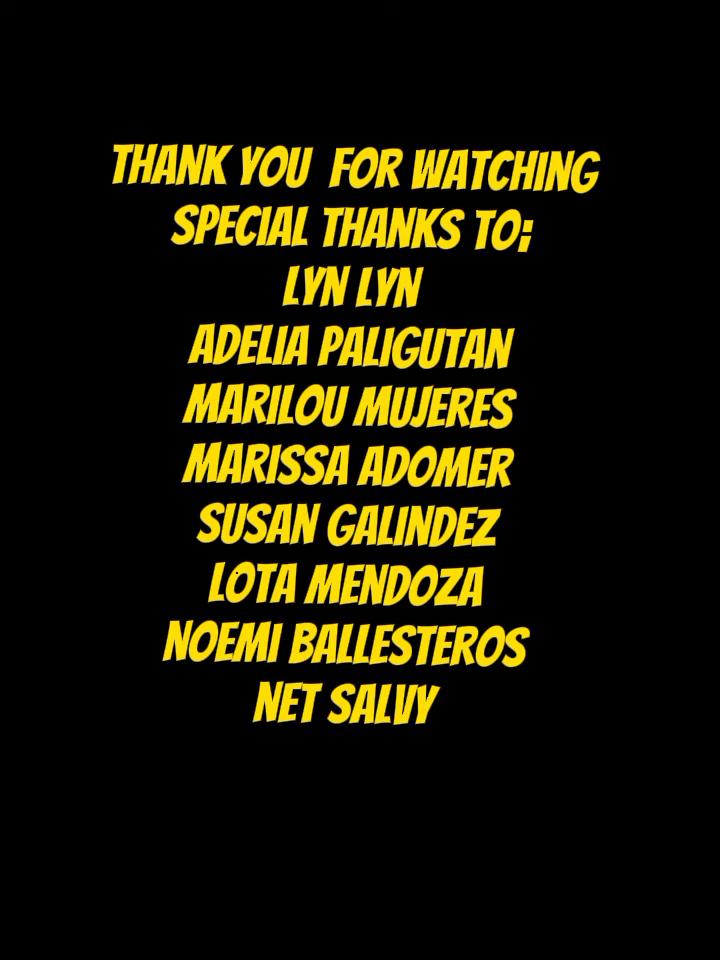 THANK YOU FOR WATCHING
SPECIAL THANKS TO;
LYN LYN
ADELIA PALIGUTAN
MARILOU MUJERES
MARISSA ADOMER
SUSAN GALINDEZ
LOTA MENDOZA
NOEMI BALLESTEROS
NET SALVY